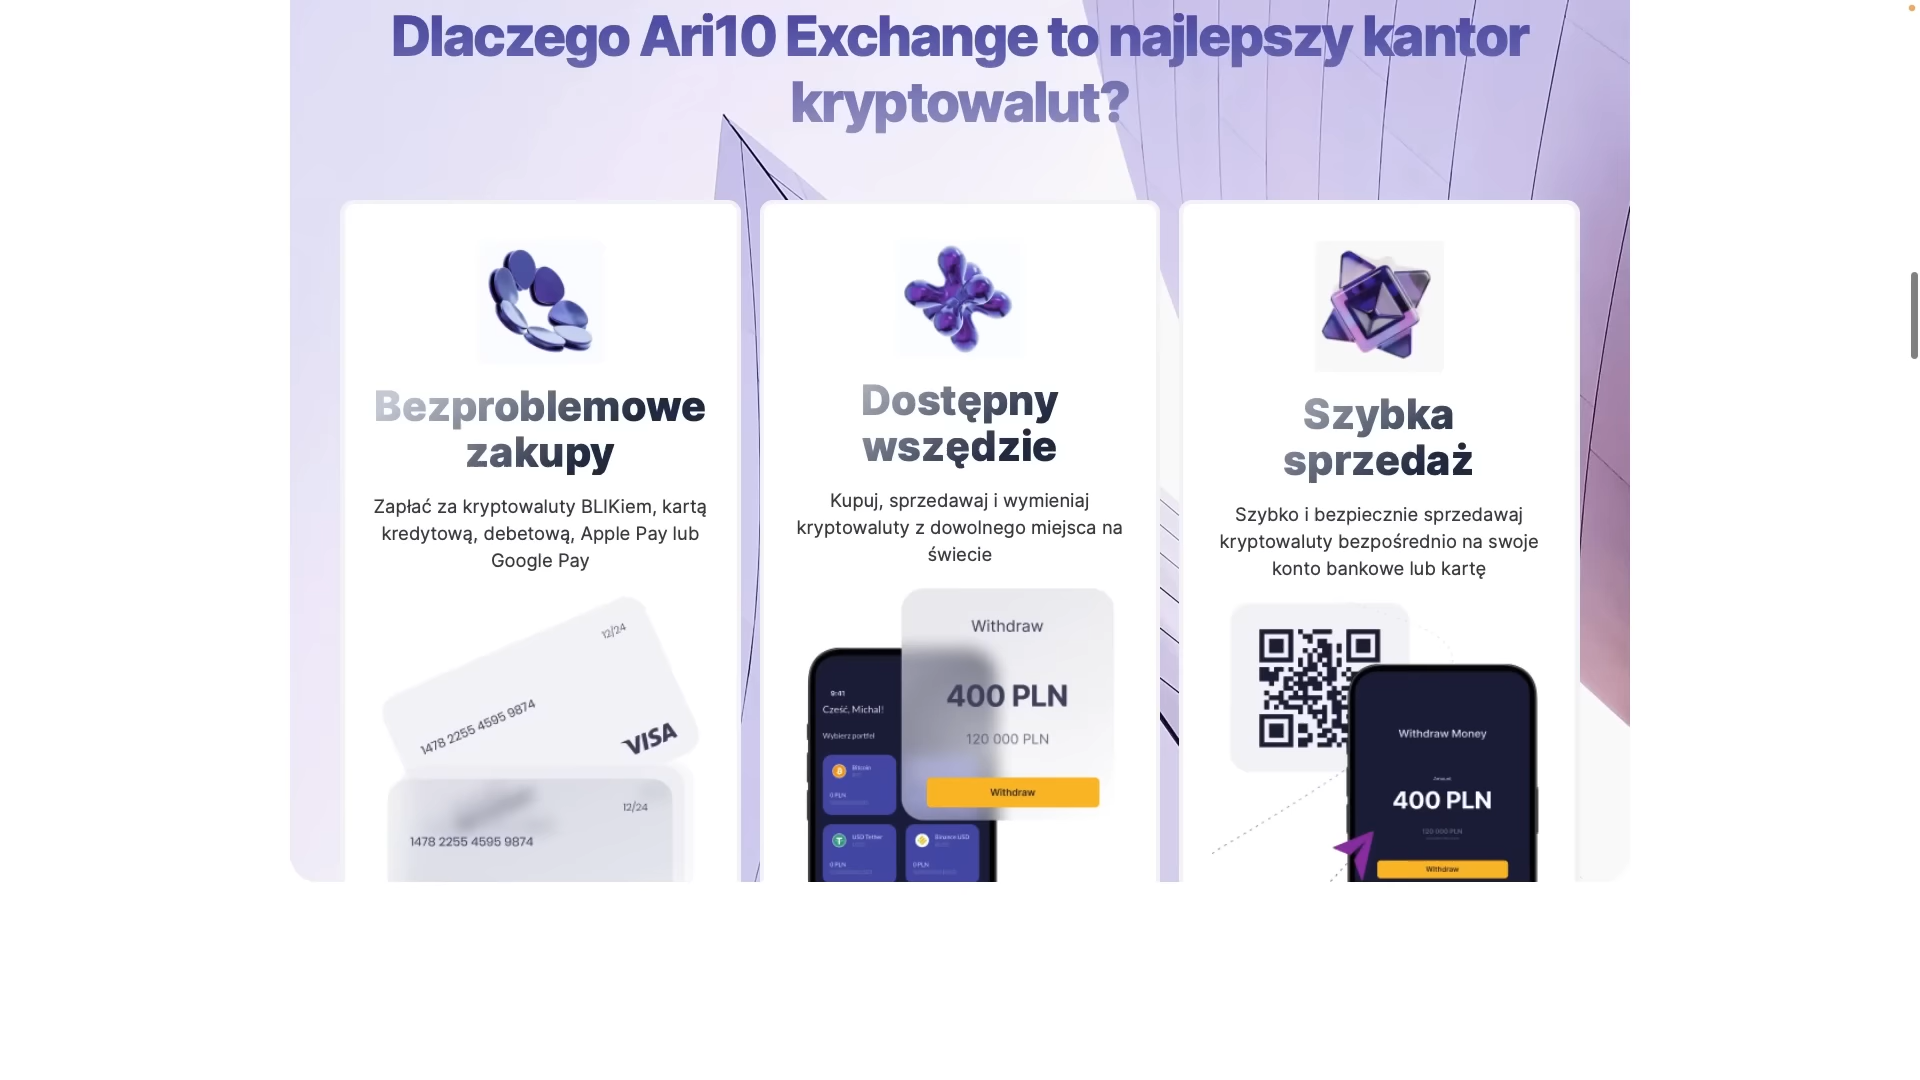 Dlaczego Ari10 Exchange to najlepszy kantor
kryptowalut?
Bezproblemowe
zakupy
Zapłać za kryptowaluty BLIKiem, kartą
kredytową, debetową, Apple Pay lub
Google Pay
12/24
1478 2255 4595 9874
VISA
12/24
1478 2255 4595 9874
Dostępny
wszędzie
Kupuj, sprzedawaj i wymieniaj
kryptowaluty z dowolnego miejsca na
świecie
Withdraw
400 PLN
120 000 PLN
Withdraw
9:41
Cześć, Michal!
Wybierz portfel
Bitcoin
0 PLN
USD Tether
0 PLN
Binance USD
0 PLN
Szybka
sprzedaż
Szybko i bezpiecznie sprzedawaj
kryptowaluty bezpośrednio na swoje
konto bankowe lub kartę
Withdraw Money
400 PLN
120 000 PLN
Withdraw